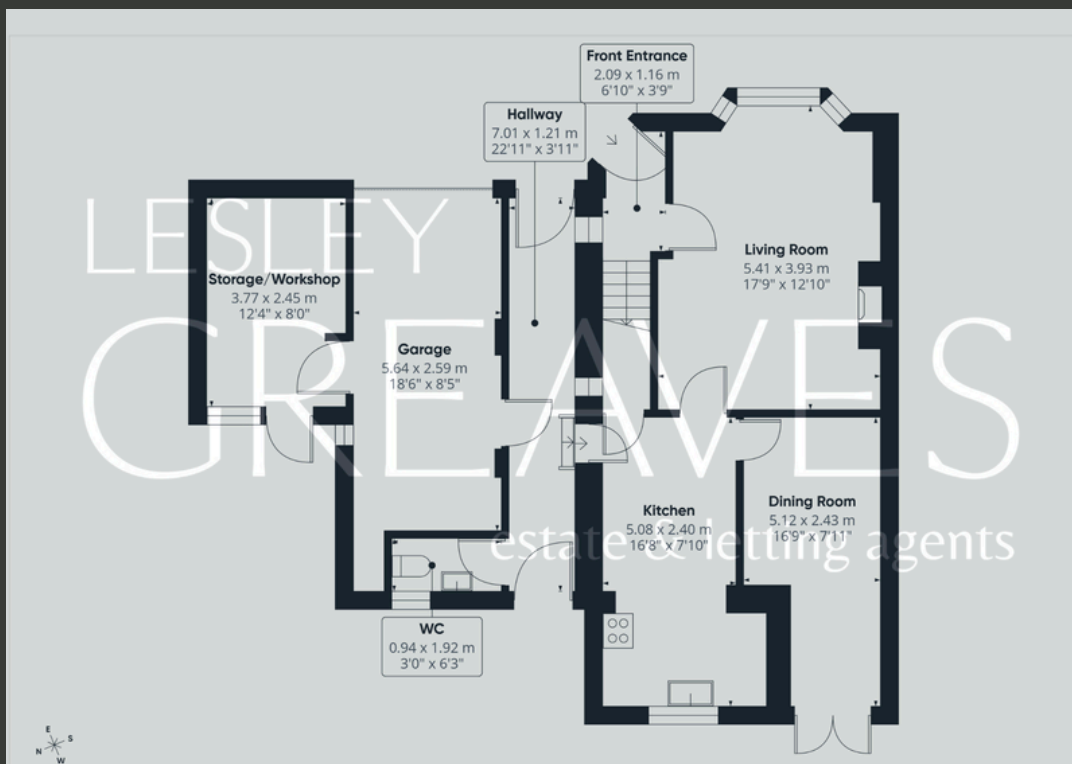 Front Entrance
2.09 x 1.16 m
6'10" x 3'9"
Hallway
7.01 x 1.21 m
22'11" x 3'11"
LESLEY
GREAVES
estate & letting agents
Living Room
5.41 x 3.93 m
17'9" x 12'10"
Storage/Workshop
3.77 x 2.45 m
12'4" x 8'0"
Garage
5.64 x 2.59 m
18'6" x 8'5"
Kitchen
5.08 x 2.40 m
16'8" x 7'10"
Dining Room
5.12 x 2.43 m
16'9" x 7'11"
WC
0.94 x 1.92 m
3'0" x 6'3"
E
S
N
W